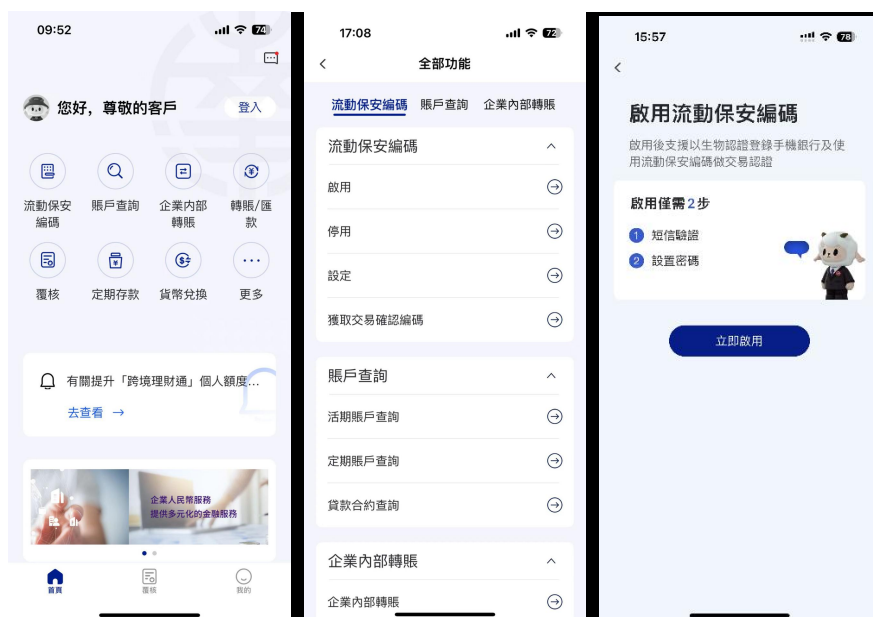 09:52
74
您好，尊敬的客戶
登入
流動保安
編碼
賬戶查詢
企業內部
轉賬
轉賬/匯
款
覆核
定期存款
貨幣兌換
更多
有關提升「跨境理財通」個人額度...
去查看 →
企業人民幣服務
提供多元化的金融服務
首頁
覆核
我的
17:08
72
全部功能
流動保安編碼
賬戶查詢
企業內部轉賬
流動保安編碼
啟用
停用
設定
獲取交易確認編碼
賬戶查詢
活期賬戶查詢
定期賬戶查詢
貸款合約查詢
企業內部轉賬
企業內部轉賬
15:57
78
啟用流動保安編碼
啟用後支援以生物認證登錄手機銀行及使
用流動保安編碼做交易認證
啟用僅需2步
1 短信驗證
2 設置密碼
立即啟用